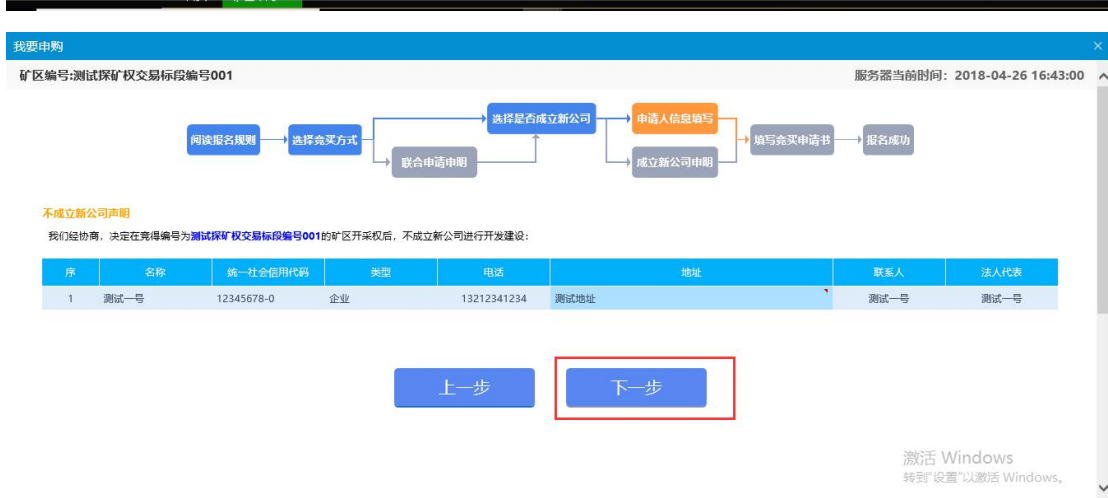 我要申购
矿区编号:测试探矿权交易标段编号001 服务器当前时间：2018-04-26 16:43:00
选择是否成立新公司 申请人信息填写
阅读报名规则 选择竞买方式 填写竞买申请书 报名成功
联合申请申明 成立新公司申明
不成立新公司声明
我们经协商，决定在竞得编号为测试探矿权交易标段编号001的矿区开采权后，不成立新公司进行开发建设：
序 名称 统一社会信用代码 类型 电话 地址 联系人 法人代表
1 测试一号 12345678-0 企业 13212341234 测试地址 测试一号 测试一号
上一步 下一步
激活 Windows
转到"设置"以激活 Windows。